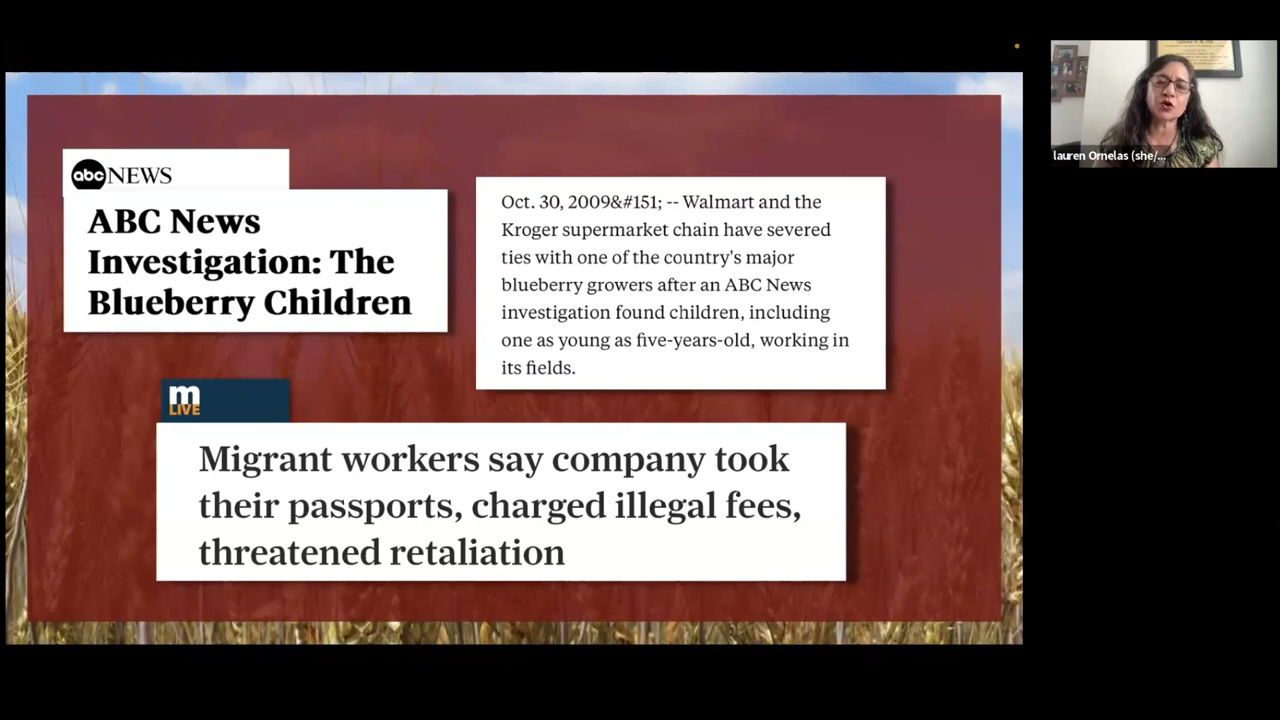 abc NEWS
ABC News
Investigation: The
Blueberry Children
Oct. 30, 2009&#151; -- Walmart and the
Kroger supermarket chain have severed
ties with one of the country's major
blueberry growers after an ABC News
investigation found children, including
one as young as five-years-old, working in
its fields.
m
LIVE
Migrant workers say company took
their passports, charged illegal fees,
threatened retaliation
lauren Ornelas (she/...